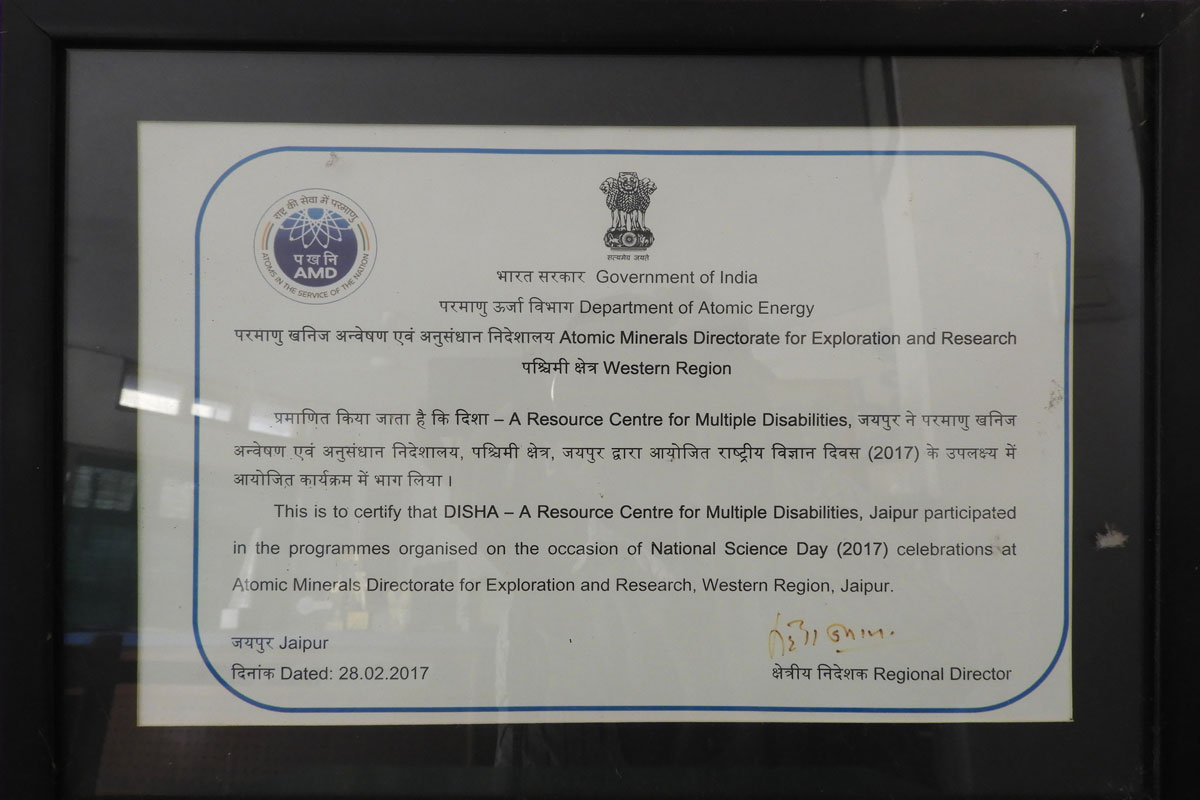 राष्ट्र की सेवा में परमाणु
प ख नि
AMD
ATOMS IN THE SERVICE OF THE NATION
सत्यमेव जयते
भारत सरकार Government of India
परमाणु ऊर्जा विभाग Department of Atomic Energy
परमाणु खनिज अन्वेषण एवं अनुसंधान निदेशालय Atomic Minerals Directorate for Exploration and Research
पश्चिमी क्षेत्र Western Region
प्रमाणित किया जाता है कि दिशा – A Resource Centre for Multiple Disabilities, जयपुर ने परमाणु खनिज
अन्वेषण एवं अनुसंधान निदेशालय, पश्चिमी क्षेत्र, जयपुर द्वारा आयोजित राष्ट्रीय विज्ञान दिवस (2017) के उपलक्ष्य में
आयोजित कार्यक्रम में भाग लिया।
This is to certify that DISHA – A Resource Centre for Multiple Disabilities, Jaipur participated
in the programmes organised on the occasion of National Science Day (2017) celebrations at
Atomic Minerals Directorate for Exploration and Research, Western Region, Jaipur.
जयपुर Jaipur
दिनांक Dated: 28.02.2017
क्षेत्रीय निदेशक Regional Director